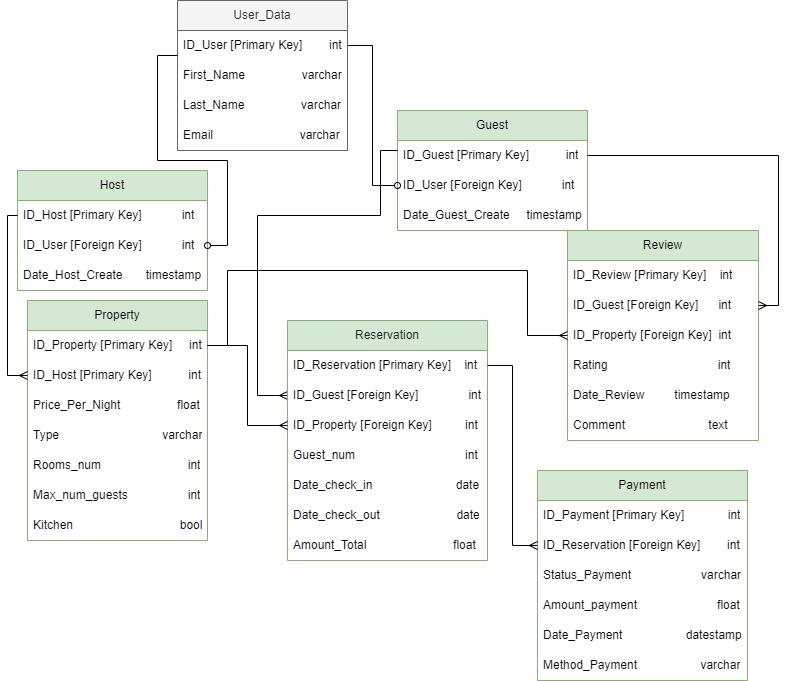 User_Data
ID_User [Primary Key] int
First_Name varchar
Last_Name varchar
Email varchar
Guest
ID_Guest [Primary Key] int
ID_User [Foreign Key] int
Date_Guest_Create timestamp
Host
ID_Host [Primary Key] int
ID_User [Foreign Key] int
Date_Host_Create timestamp
Review
ID_Review [Primary Key] int
ID_Guest [Foreign Key] int
ID_Property [Foreign Key] int
Rating int
Date_Review timestamp
Comment text
Property
ID_Property [Primary Key] int
ID_Host [Primary Key] int
Price_Per_Night float
Type varchar
Rooms_num int
Max_num_guests int
Kitchen bool
Reservation
ID_Reservation [Primary Key] int
ID_Guest [Foreign Key] int
ID_Property [Foreign Key] int
Guest_num int
Date_check_in date
Date_check_out date
Amount_Total float
Payment
ID_Payment [Primary Key] int
ID_Reservation [Foreign Key] int
Status_Payment varchar
Amount_payment float
Date_Payment datestamp
Method_Payment varchar